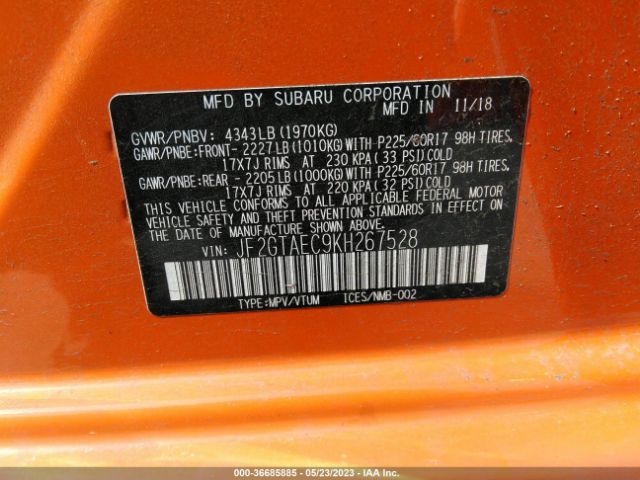 MFD BY SUBARU CORPORATION
MFD IN 11/18
GVWR/PNBV: 4343LB(1970KG)
GAWR/PNBE:FRONT- 2227LB(1010KG)WITH P225/60R17 98H TIRES,
17X7J RIMS AT 230 KPA(33 PSI)COLD
GAWR/PNBE:REAR - 2205LB(1000KG)WITH P225/60R17 98H TIRES,
17X7J RIMS AT 220 KPA(32 PSI)COLD
THIS VEHICLE CONFORMS TO ALL APPLICABLE FEDERAL MOTOR
VEHICLE SAFETY AND THEFT PREVENTION STANDARDS IN EFFECT
ON THE DATE OF MANUFACTURE SHOWN ABOVE.
VIN: JF2GTAEC9KH267528
TYPE:MPV/VTUM ICES/NMB-002
000-36685885 - 05/23/2023 - IAA Inc.